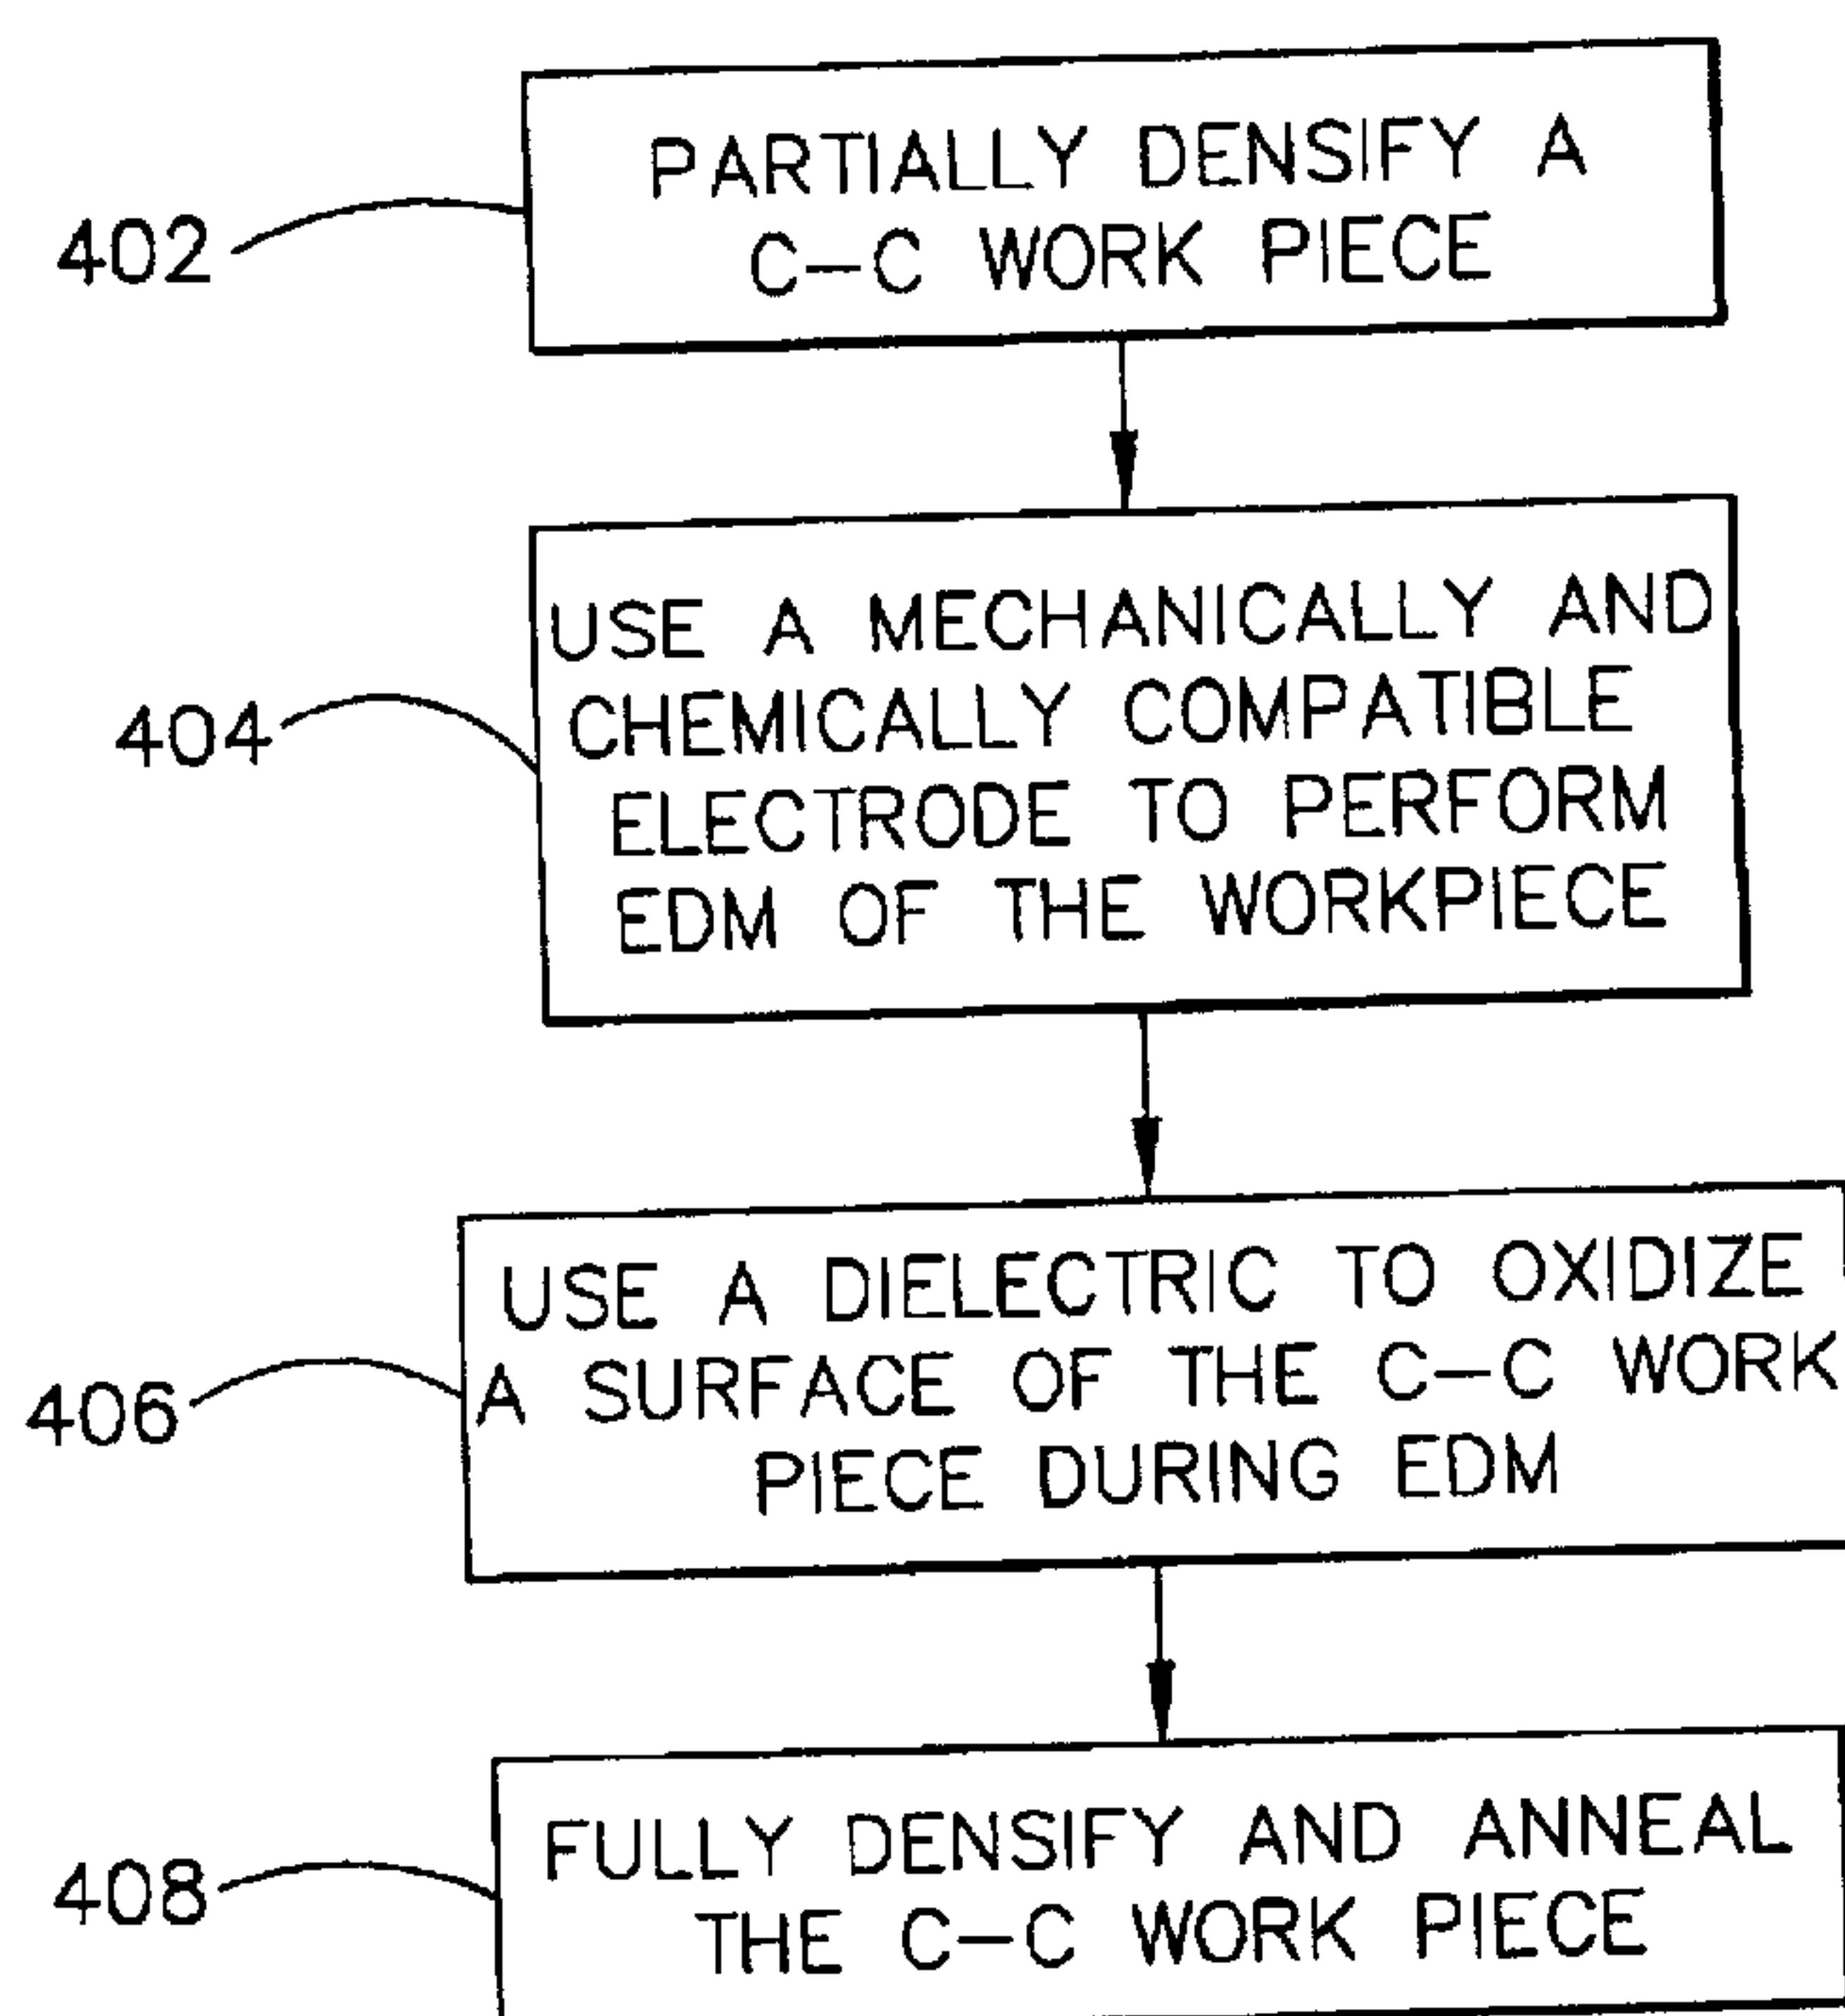 PARTIALLY DENSIFY A
C-C WORK PIECE
402
USE A MECHANICALLY AND
CHEMICALLY COMPATIBLE
ELECTRODE TO PERFORM
EDM OF THE WORKPIECE
404
USE A DIELECTRIC TO OXIDIZE
A SURFACE OF THE C-C WORK
PIECE DURING EDM
406
FULLY DENSIFY AND ANNEAL
THE C-C WORK PIECE
408